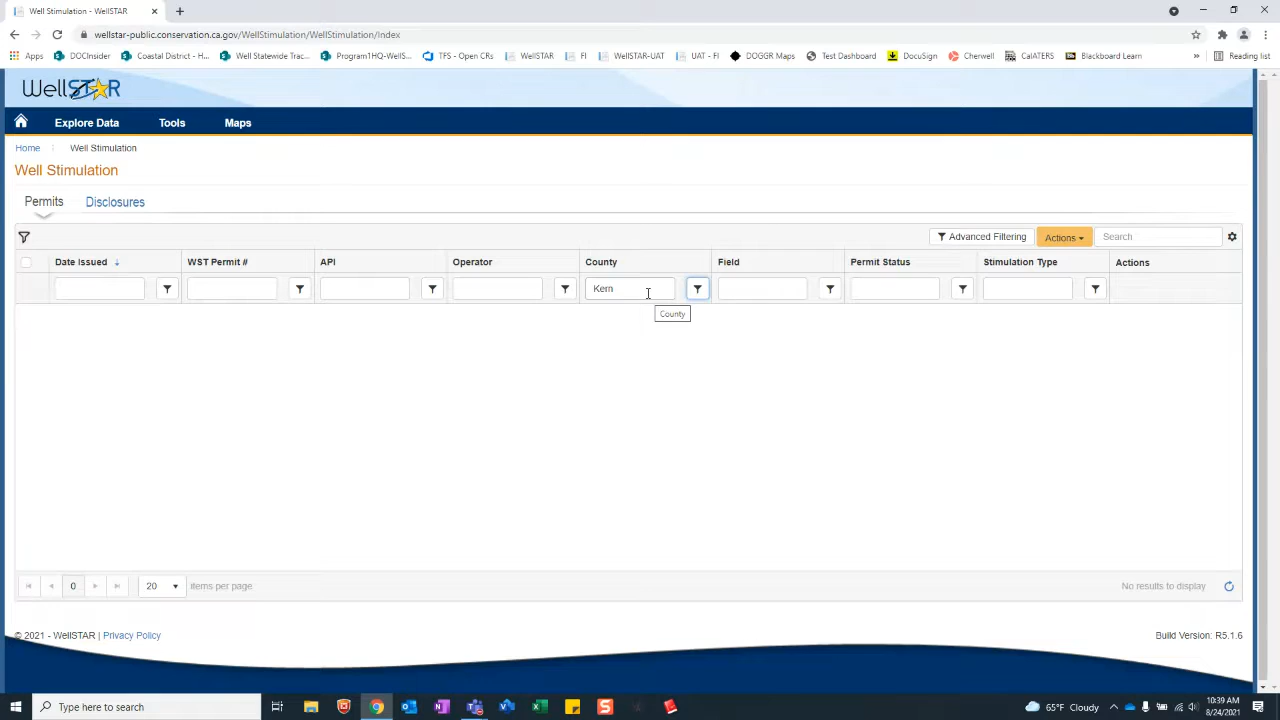 Well Stimulation - WellSTAR
wellstar-public.conservation.ca.gov/WellStimulation/WellStimulation/Index
Apps DOCInsider Coastal District - H... Well Statewide Trac... Program1HQ-WellS... TFS - Open CRs WellSTAR FI WellSTAR-UAT UAT - FI DOGGR Maps Test Dashboard DocuSign Cherwell CalATERS Blackboard Learn » Reading list
WellSTAR
Explore Data Tools Maps
Home Well Stimulation
Well Stimulation
Permits Disclosures
Advanced Filtering Actions Search
Date Issued ↓ WST Permit # API Operator County Field Permit Status Stimulation Type Actions
Kern
County
0 20 items per page No results to display
© 2021 - WellSTAR | Privacy Policy Build Version: R5.1.6
Type here to search 65°F Cloudy 10:39 AM
8/24/2021